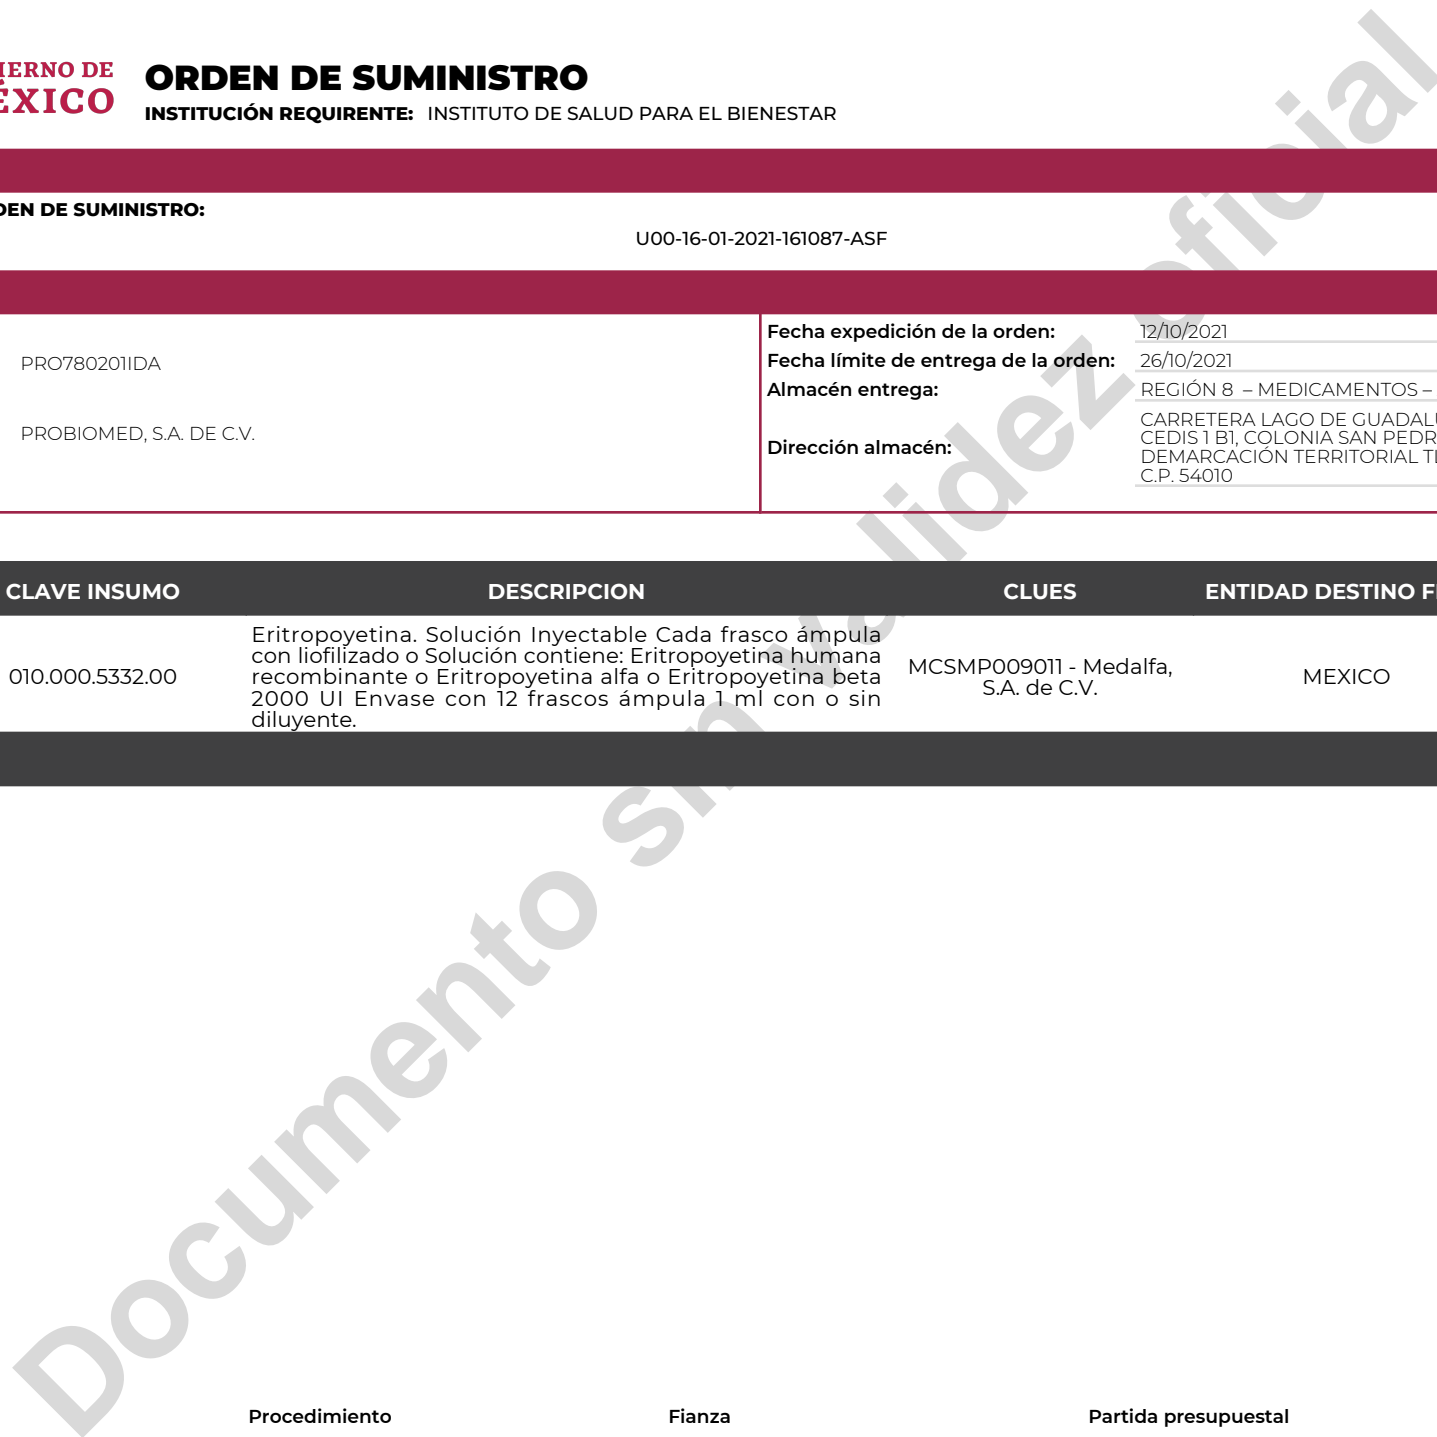 IERNO DE
ÉXICO
ORDEN DE SUMINISTRO
INSTITUCIÓN REQUIRENTE: INSTITUTO DE SALUD PARA EL BIENESTAR
DEN DE SUMINISTRO:
U00-16-01-2021-161087-ASF
PRO780201IDA
PROBIOMED, S.A. DE C.V.
Fecha expedición de la orden: 12/10/2021
Fecha límite de entrega de la orden: 26/10/2021
Almacén entrega: REGIÓN 8 – MEDICAMENTOS –
Dirección almacén:
CARRETERA LAGO DE GUADALU
CEDIS 1 B1, COLONIA SAN PEDR
DEMARCACIÓN TERRITORIAL TL
C.P. 54010
CLAVE INSUMO DESCRIPCION CLUES ENTIDAD DESTINO FI
010.000.5332.00
Eritropoyetina. Solución Inyectable Cada frasco ámpula
con liofilizado o Solución contiene: Eritropoyetina humana
recombinante o Eritropoyetina alfa o Eritropoyetina beta
2000 UI Envase con 12 frascos ámpula 1 ml con o sin
diluyente.
MCSMP009011 - Medalfa,
S.A. de C.V.
MEXICO
Documento sin validez oficial
Procedimiento Fianza Partida presupuestal